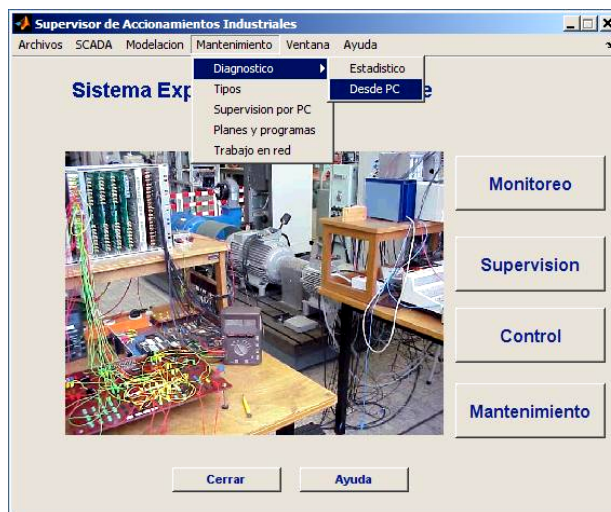 Supervisor de Accionamientos Industriales
Archivos SCADA Modelacion Mantenimiento Ventana Ayuda
Diagnostico
Estadistico
Tipos
Desde PC
Supervision por PC
Planes y programas
Trabajo en red
Sistema
Monitoreo
Supervision
Control
Mantenimiento
Cerrar
Ayuda